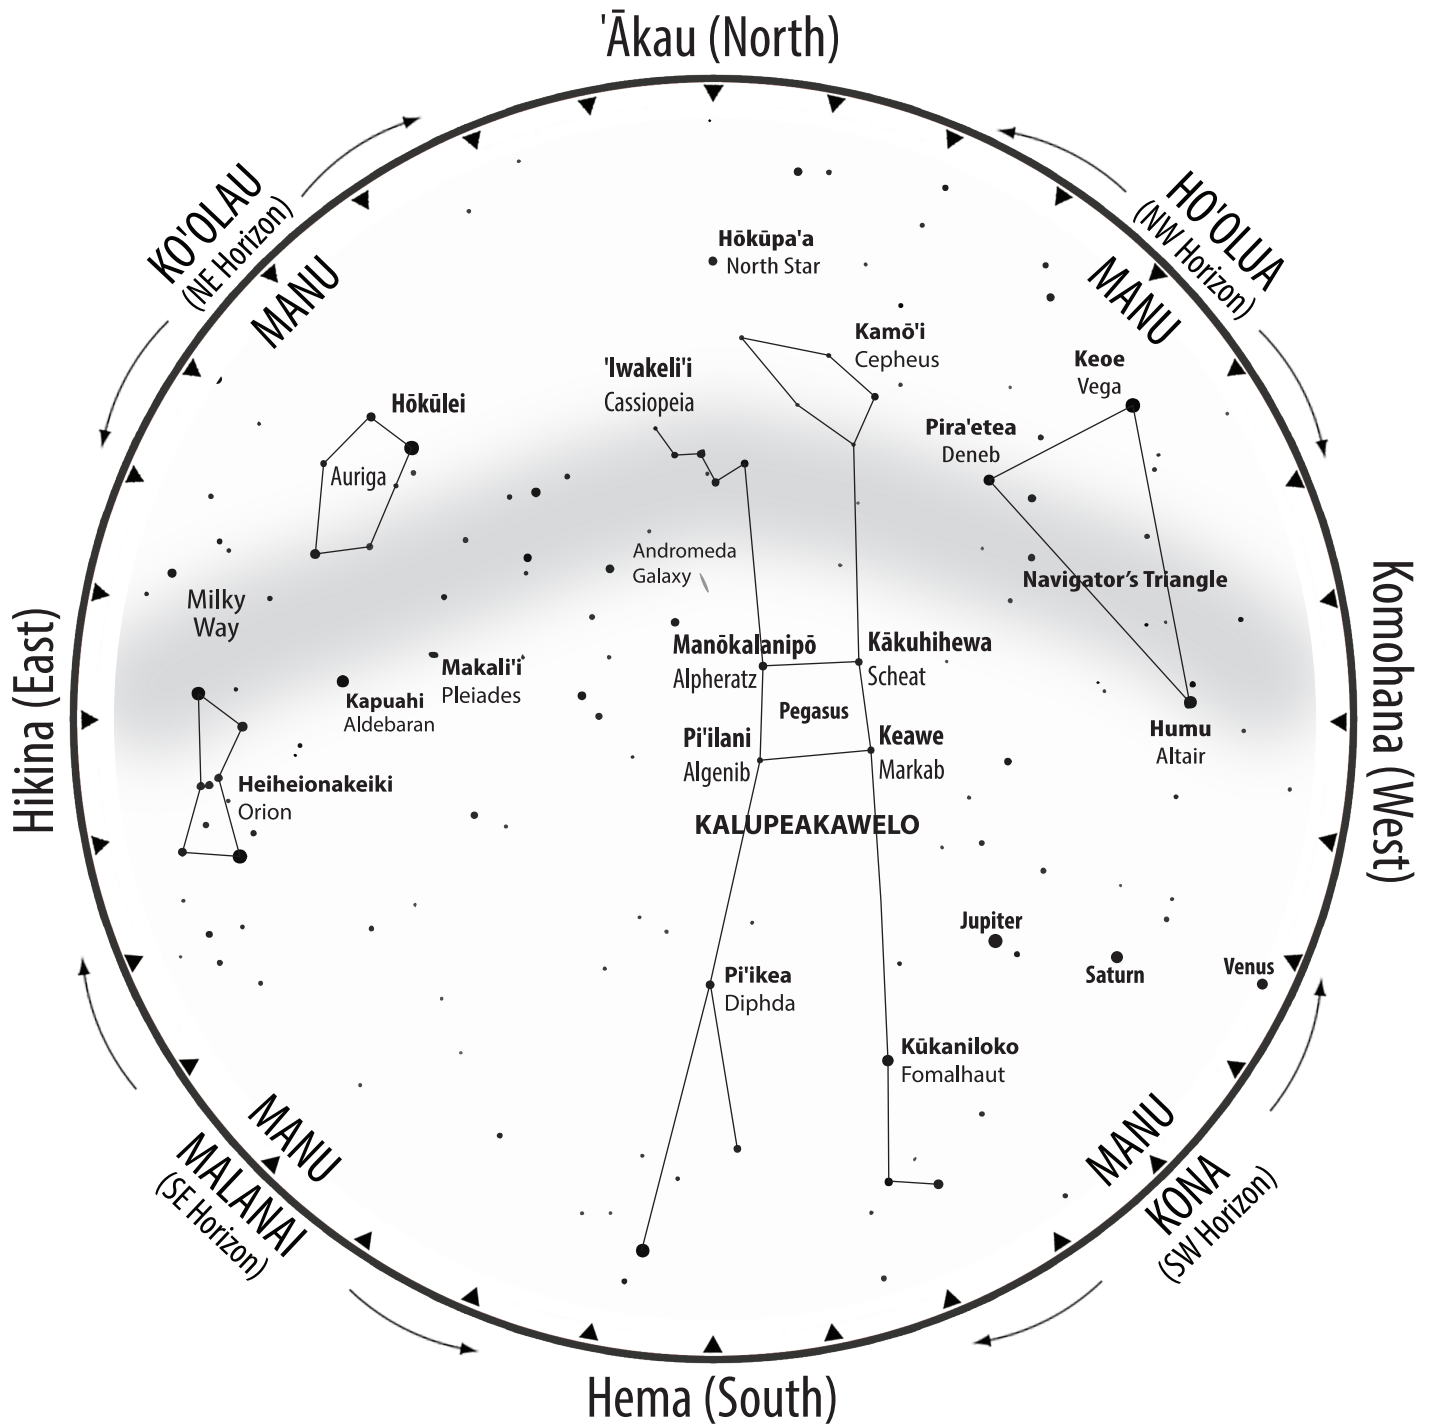 'Ākau (North)
KO'OLAU
(NE Horizon)
MANU
HO'OLUA
(NW Horizon)
MANU
Hōkūpa'a
North Star
Kamō'i
Cepheus
'Iwakeli'i
Cassiopeia
Keoe
Vega
Hōkūlei
Auriga
Pira'etea
Deneb
Andromeda
Galaxy
Navigator's Triangle
Milky
Way
Manōkalanipō
Alpheratz
Kākuhihewa
Scheat
Makali'i
Pleiades
Kapuahi
Aldebaran
Pegasus
Humu
Altair
Pi'ilani
Algenib
Keawe
Markab
Hikina (East)
Komohana (West)
Heiheionakeiki
Orion
KALUPEAKAWELO
Jupiter
Saturn
Venus
Pi'ikea
Diphda
Kūkaniloko
Fomalhaut
MANU
MALANAI
(SE Horizon)
MANU
KONA
(SW Horizon)
Hema (South)